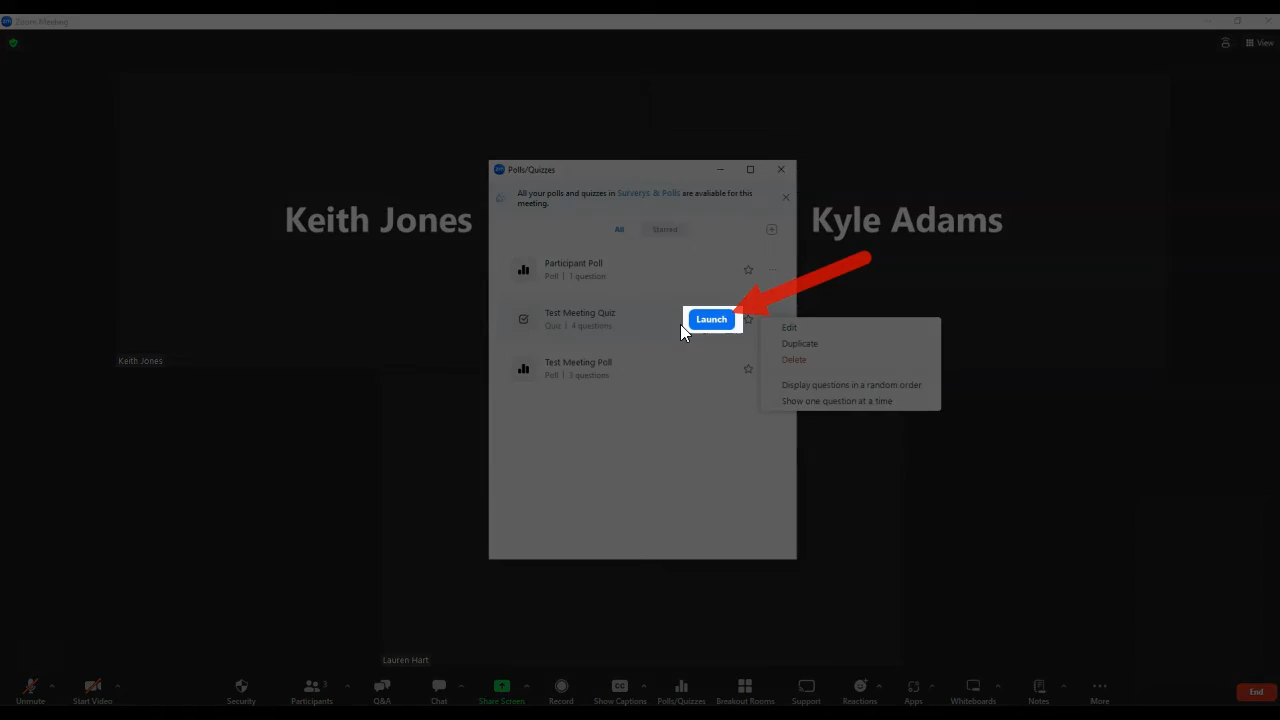 Zoom Meeting
View
Polls/Quizzes
All your polls and quizzes in Surverys & Polls are avaliable for this
meeting.
Keith Jones
Kyle Adams
All
Starred
Participant Poll
Poll | 1 question
Test Meeting Quiz
Quiz | 4 questions
Launch
Test Meeting Poll
Poll | 3 questions
Edit
Duplicate
Delete
Display questions in a random order
Show one question at a time
Keith Jones
Lauren Hart
Unmute
Start Video
Security
Participants
3
Q&A
Chat
Share Screen
Record
Show Captions
Polls/Quizzes
Breakout Rooms
Support
Reactions
Apps
Whiteboards
Notes
More
End